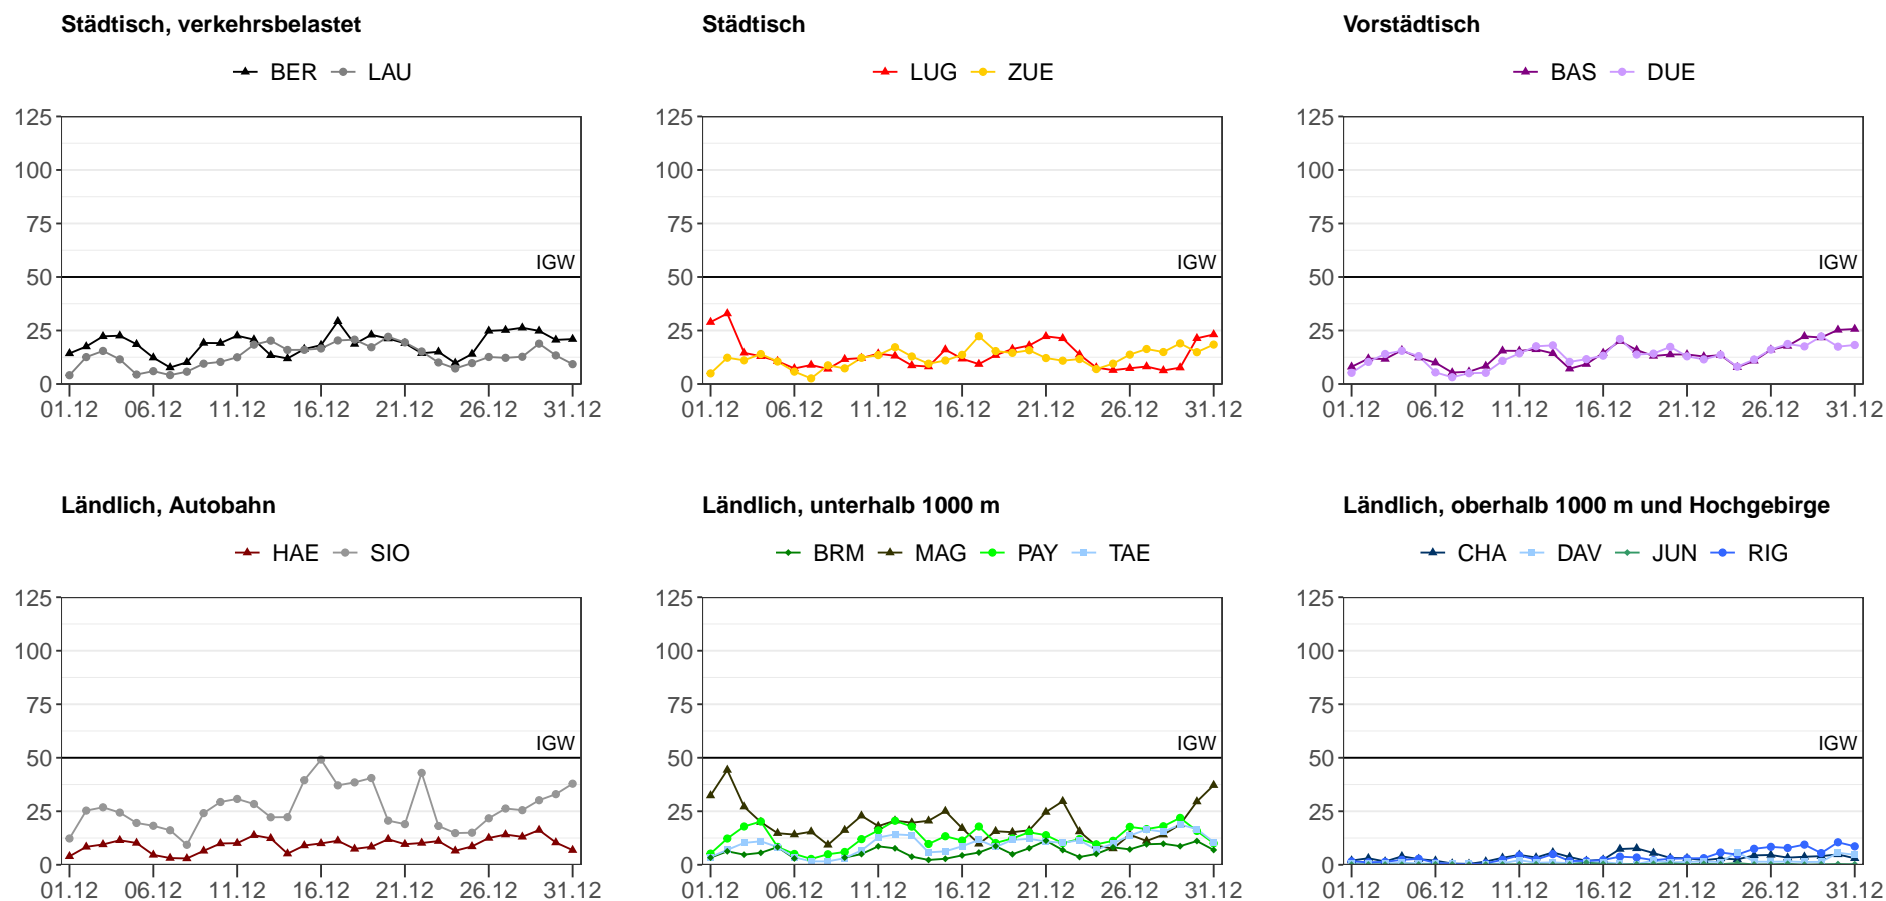 Städtisch, verkehrsbelastet
BER LAU
125
100
75
50
25
0
IGW
01.12 06.12 11.12 16.12 21.12 26.12 31.12
Städtisch
LUG ZUE
125
100
75
50
25
0
IGW
01.12 06.12 11.12 16.12 21.12 26.12 31.12
Vorstädtisch
BAS DUE
125
100
75
50
25
0
IGW
01.12 06.12 11.12 16.12 21.12 26.12 31.12
Ländlich, Autobahn
HAE SIO
125
100
75
50
25
0
IGW
01.12 06.12 11.12 16.12 21.12 26.12 31.12
Ländlich, unterhalb 1000 m
BRM MAG PAY TAE
125
100
75
50
25
0
IGW
01.12 06.12 11.12 16.12 21.12 26.12 31.12
Ländlich, oberhalb 1000 m und Hochgebirge
CHA DAV JUN RIG
125
100
75
50
25
0
IGW
01.12 06.12 11.12 16.12 21.12 26.12 31.12